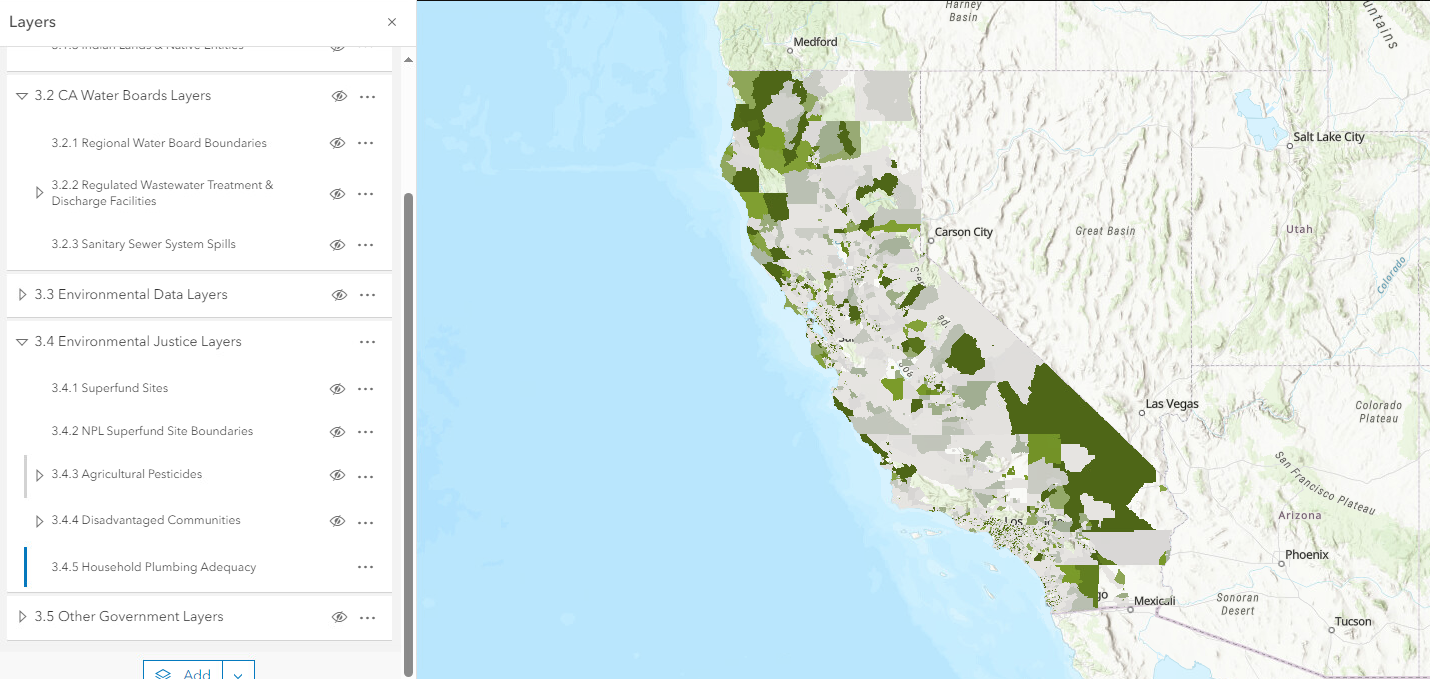 Layers
3.1.3 Indian Lands & Native Entities
3.2 CA Water Boards Layers
3.2.1 Regional Water Board Boundaries
3.2.2 Regulated Wastewater Treatment &
Discharge Facilities
3.2.3 Sanitary Sewer System Spills
3.3 Environmental Data Layers
3.4 Environmental Justice Layers
3.4.1 Superfund Sites
3.4.2 NPL Superfund Site Boundaries
3.4.3 Agricultural Pesticides
3.4.4 Disadvantaged Communities
3.4.5 Household Plumbing Adequacy
3.5 Other Government Layers
Add
Harney
Basin
Medford
Salt Lake City
Carson City
Great Basin
Utah
Colorado
Las Vegas
Colorado
Plateau
San Francisco Plateau
Los
Arizona
Phoenix
Mexicali
Sonoran
Desert
Tucson